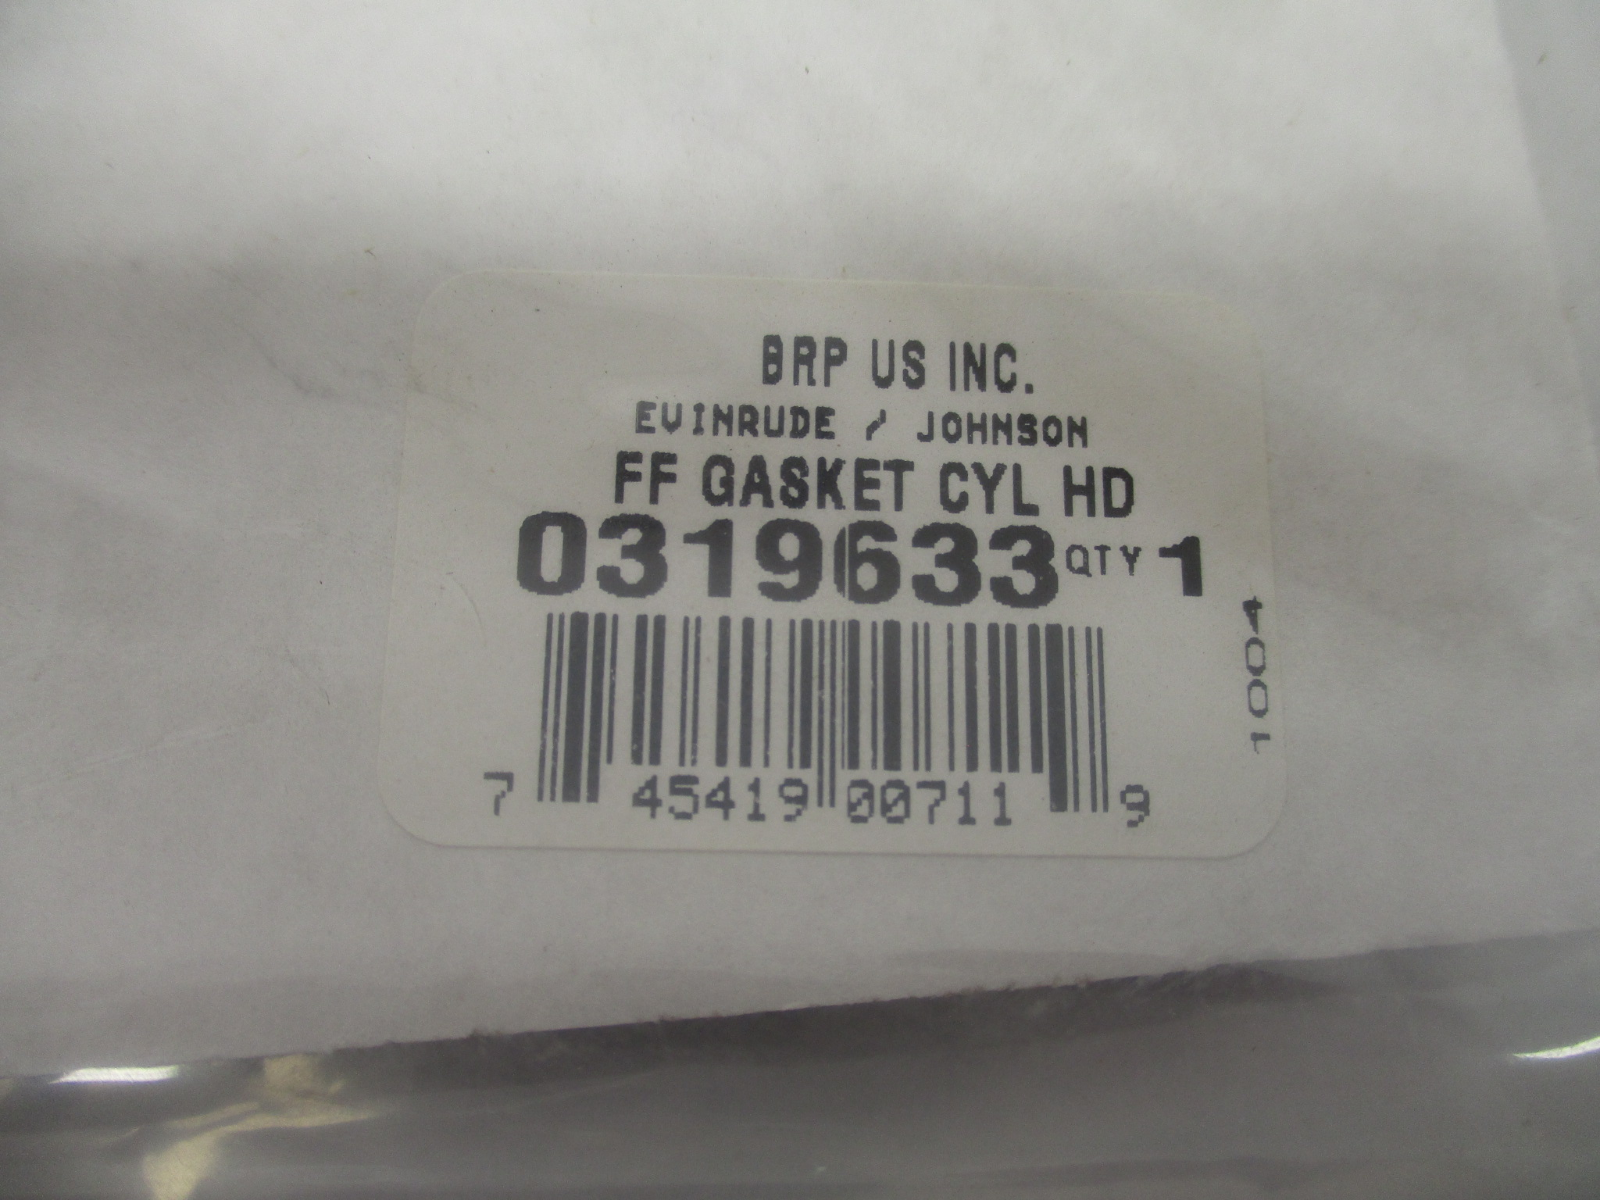 BRP US INC.
EVINRUDE / JOHNSON
FF GASKET CYL HD
0319633 QTY 1
7 45419 00711 9
1004